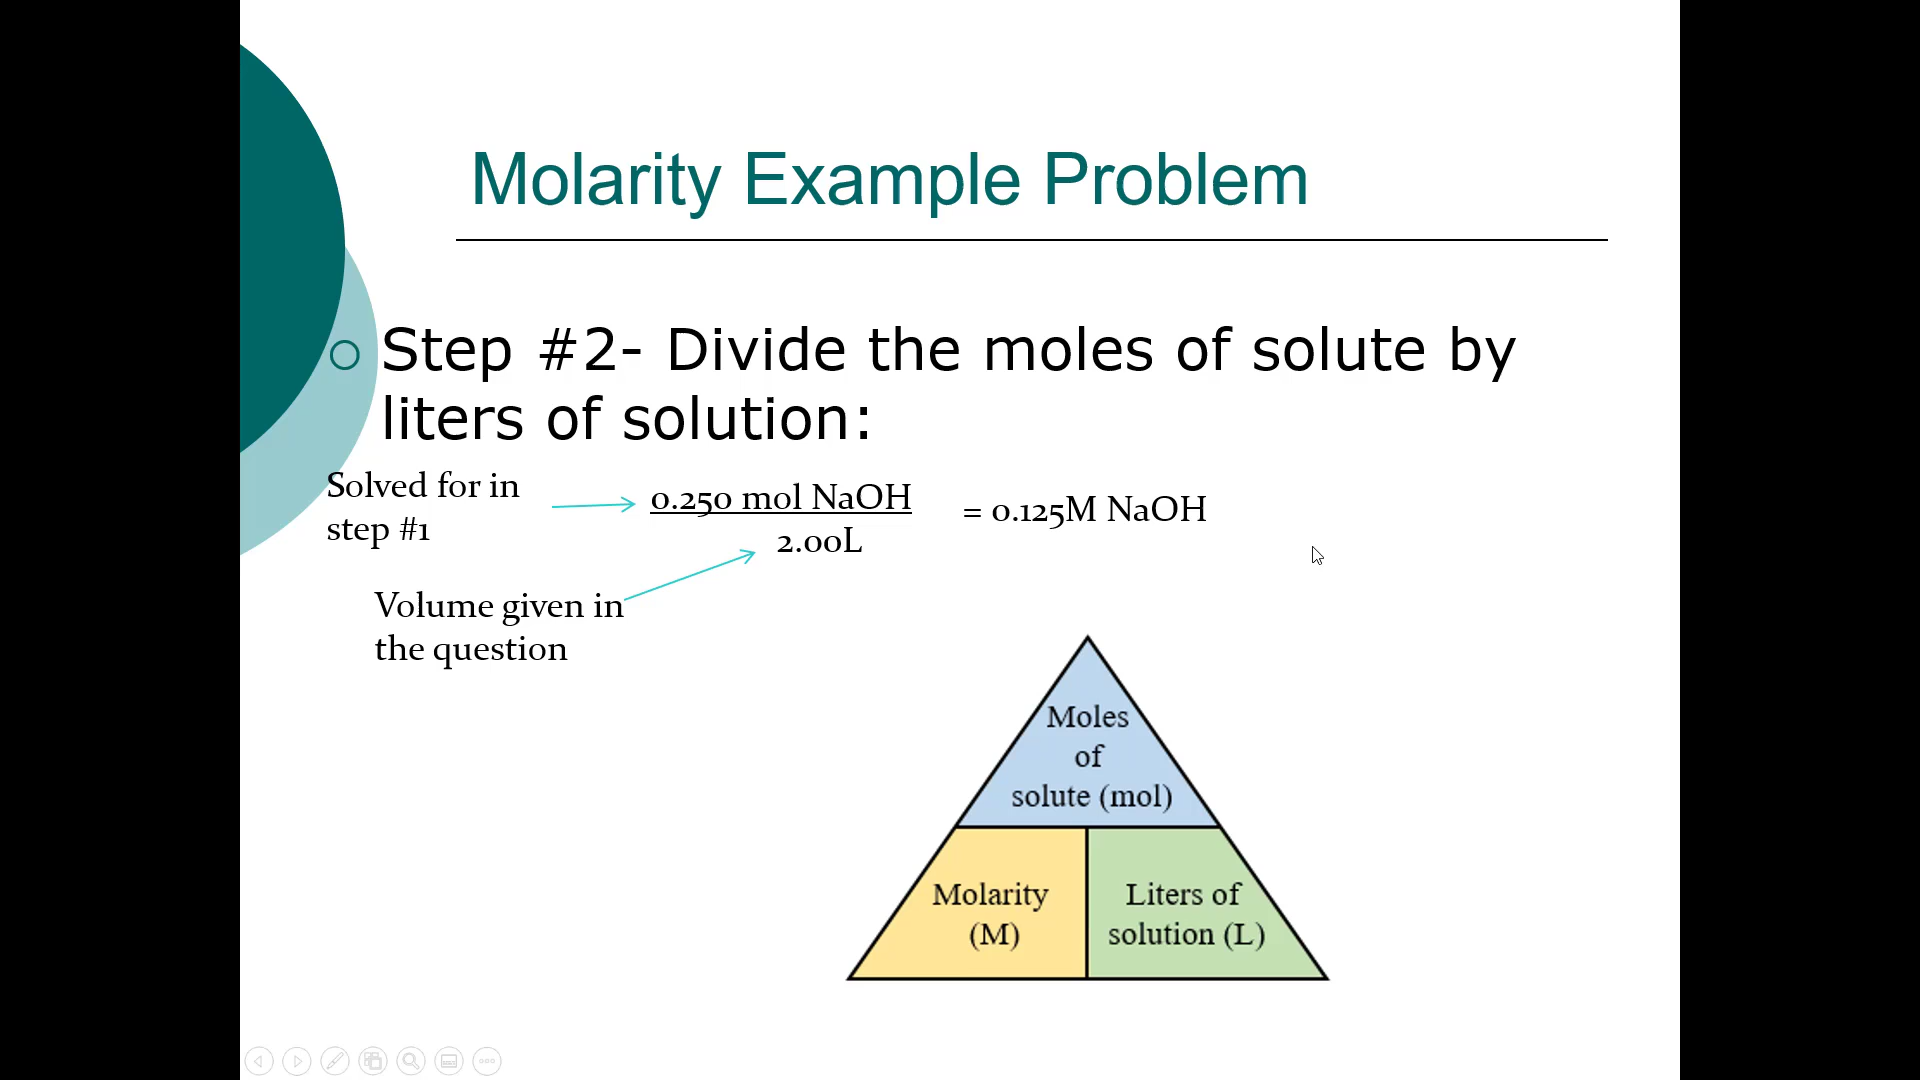 Molarity Example Problem
Step #2- Divide the moles of solute by
liters of solution:
Solved for in
step #1
0.250 mol NaOH
2.00L
= 0.125M NaOH
Volume given in
the question
Moles
of
solute (mol)
Molarity
(M)
Liters of
solution (L)